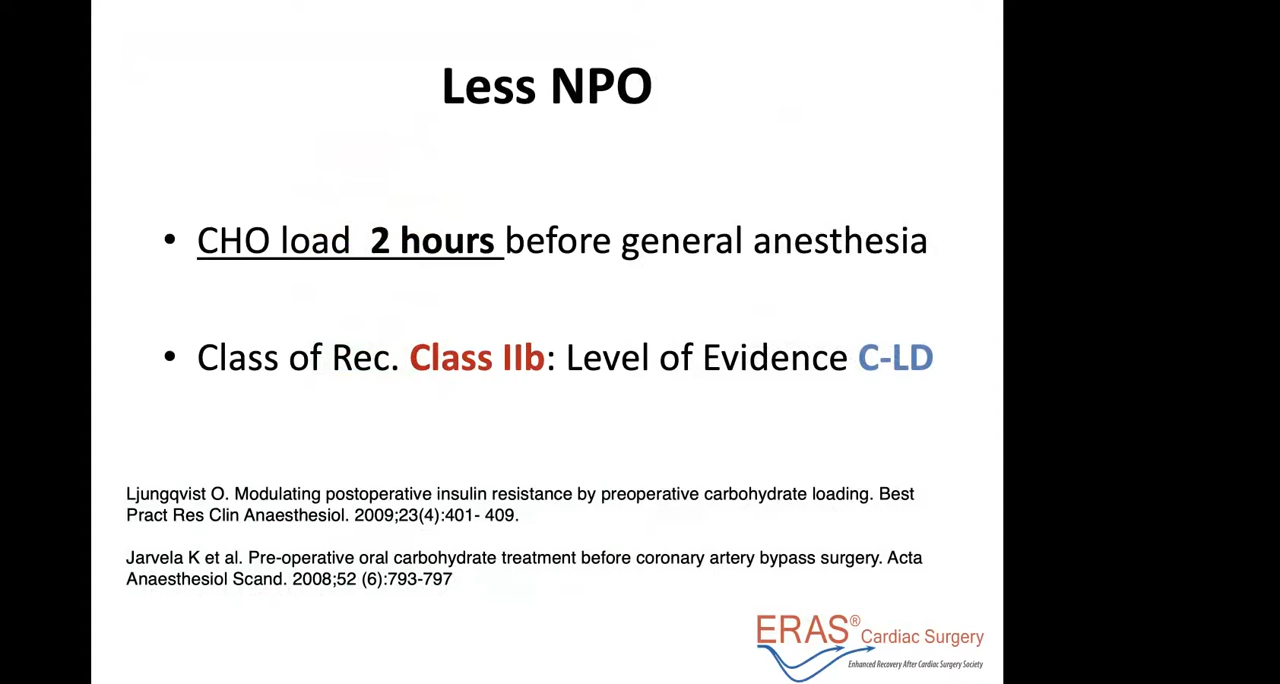 Less NPO
• CHO load 2 hours before general anesthesia
• Class of Rec. Class IIb: Level of Evidence C-LD
Ljungqvist O. Modulating postoperative insulin resistance by preoperative carbohydrate loading. Best
Pract Res Clin Anaesthesiol. 2009;23(4):401- 409.
Jarvela K et al. Pre-operative oral carbohydrate treatment before coronary artery bypass surgery. Acta
Anaesthesiol Scand. 2008;52 (6):793-797
ERAS® Cardiac Surgery
Enhanced Recovery After Cardiac Surgery Society